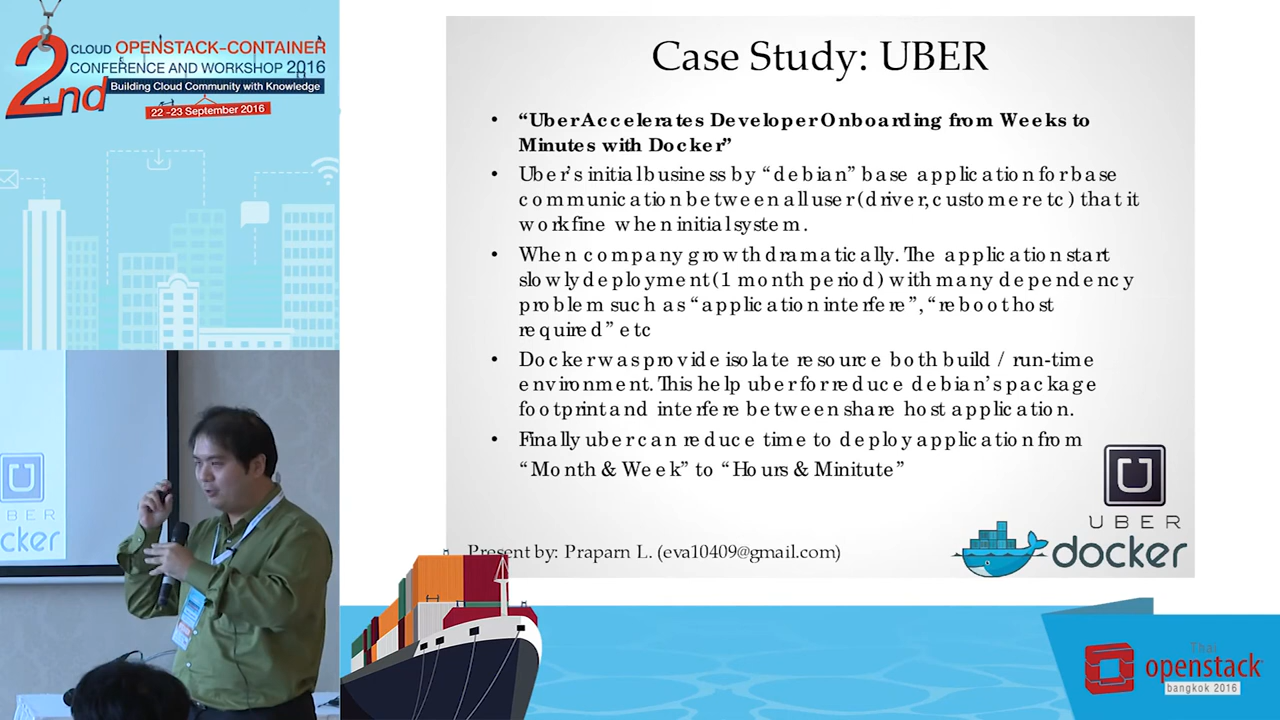 2nd
CLOUD OPENSTACK-CONTAINER
CONFERENCE AND WORKSHOP 2016
Building Cloud Community with Knowledge
22 -23 September 2016
Case Study: UBER
• “Uber Accelerates Developer Onboarding from Weeks to
Minutes with Docker”
• Uber’s initial business by “debian” base application for base
communication between all user (driver, customer etc ) that it
work fine when initial system.
• When company growth dramatically. The application start
slowly deployment (1 month period) with many dependency
problem such as “application interfere”, “reboot host
required” etc
• Docker was provide isolate resource both build / run-time
environment. This help uber for reduce debian’s package
footprint and interfere between share host application.
• Finally uber can reduce time to deploy application from
“Month & Week” to “Hours & Minitute”
UBER
docker
Present by: Praparn L. (eva10409@gmail.com)
BER
cker
Thai
openstack
bangkok 2016